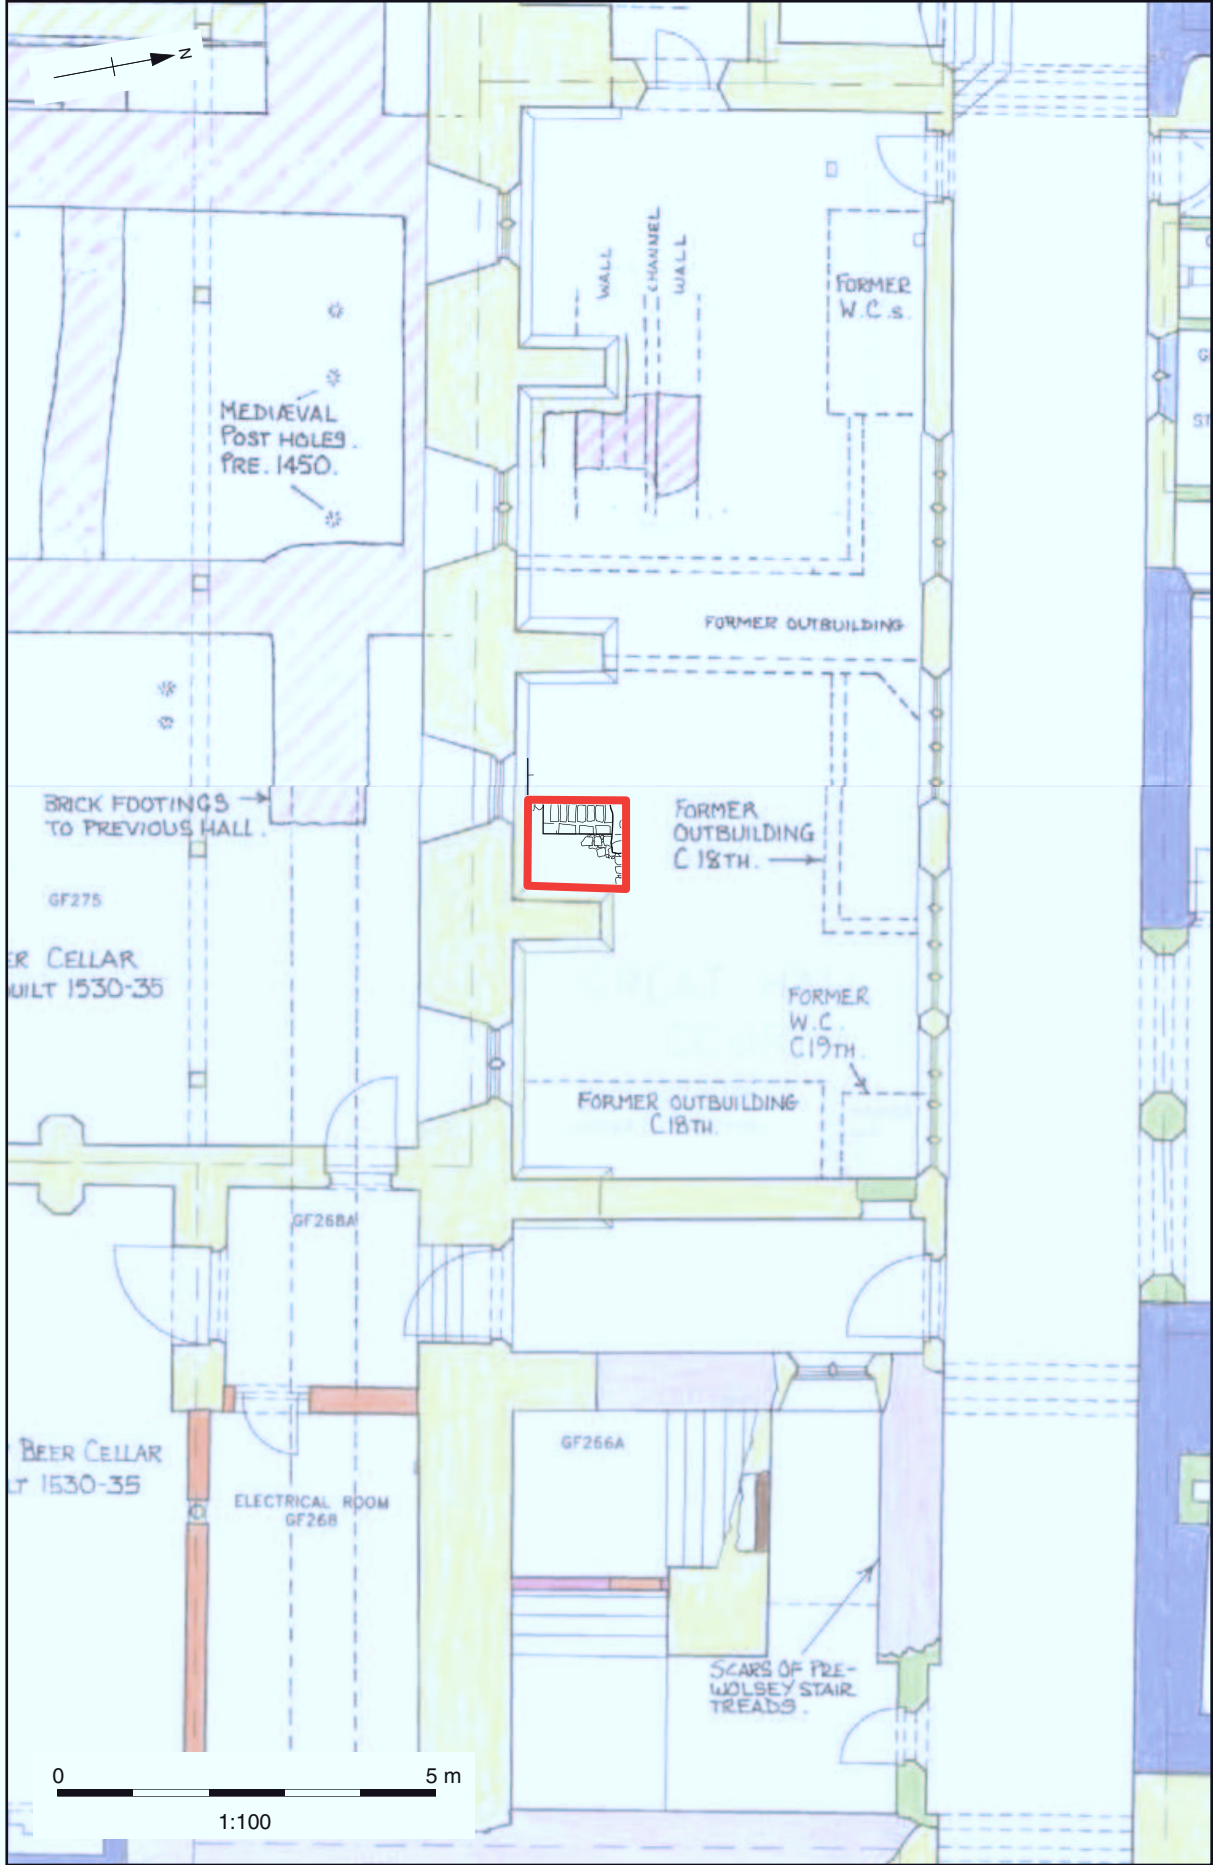 N
WALL
CHANNEL
WALL
FORMER
W.C.s.
MEDIÆVAL
POST HOLES.
PRE. 1450.
FORMER OUTBUILDING
BRICK FOOTINGS
TO PREVIOUS HALL.
FORMER
OUTBUILDING
C 18TH.
GF275
ER CELLAR
UILT 1530-35
FORMER
W.C.
C19TH.
FORMER OUTBUILDING
C18TH.
GF268A
GF266A
BEER CELLAR
LT 1530-35
ELECTRICAL ROOM
GF268
SCARS OF PRE-
WOLSEY STAIR
TREADS.
0 5 m
1:100
ST